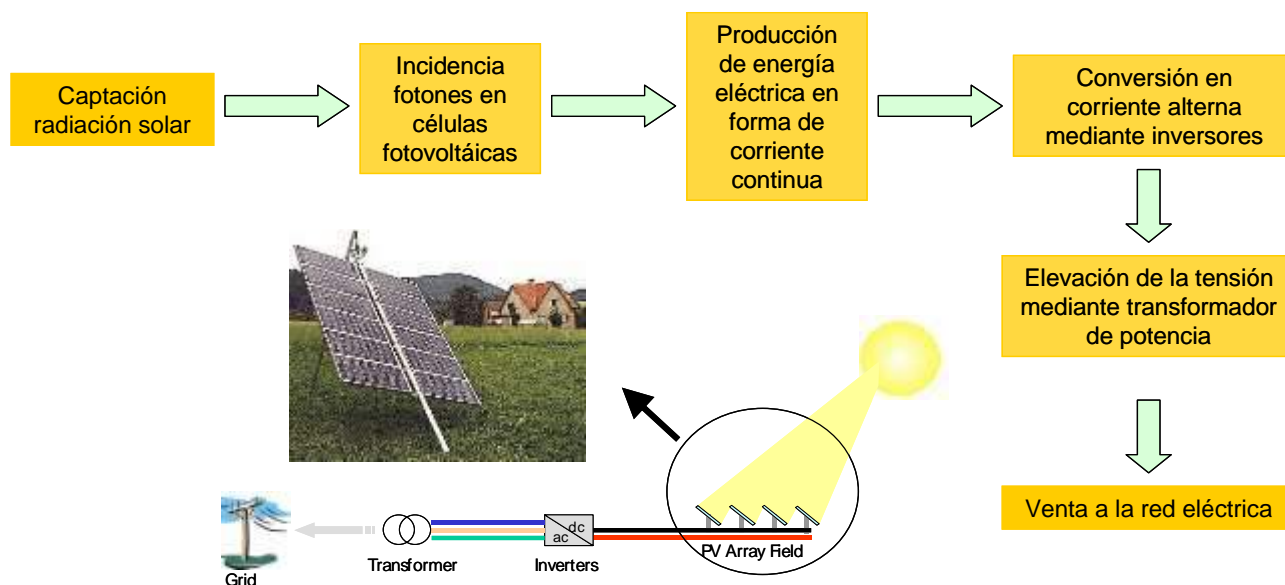 Captación
radiación solar
Incidencia
fotones en
células
fotovoltáicas
Producción
de energía
eléctrica en
forma de
corriente
continua
Conversión en
corriente alterna
mediante inversores
Elevación de la tensión
mediante transformador
de potencia
Venta a la red eléctrica
Grid
Transformer
dc
ac
Inverters
PV Array Field